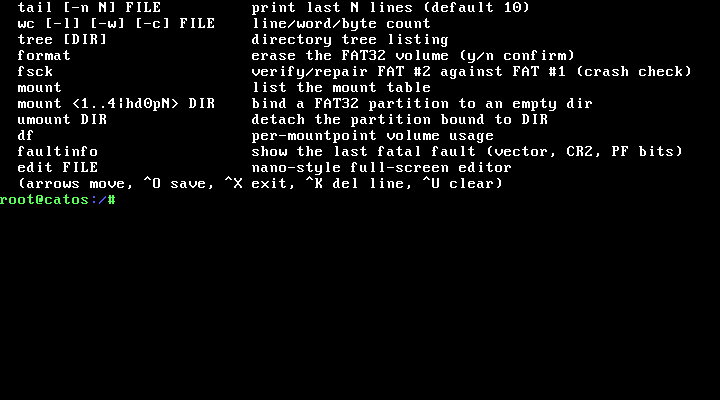 tail [-n N] FILE           print last N lines (default 10)
wc [-l] [-w] [-c] FILE     line/word/byte count
tree [DIR]                 directory tree listing
format                     erase the FAT32 volume (y/n confirm)
fsck                       verify/repair FAT #2 against FAT #1 (crash check)
mount                      list the mount table
mount <1..4|hd0pN> DIR     bind a FAT32 partition to an empty dir
umount DIR                 detach the partition bound to DIR
df                         per-mountpoint volume usage
faultinfo                  show the last fatal fault (vector, CR2, PF bits)
edit FILE                  nano-style full-screen editor
(arrows move, ^O save, ^X exit, ^K del line, ^U clear)
root@catos:/#